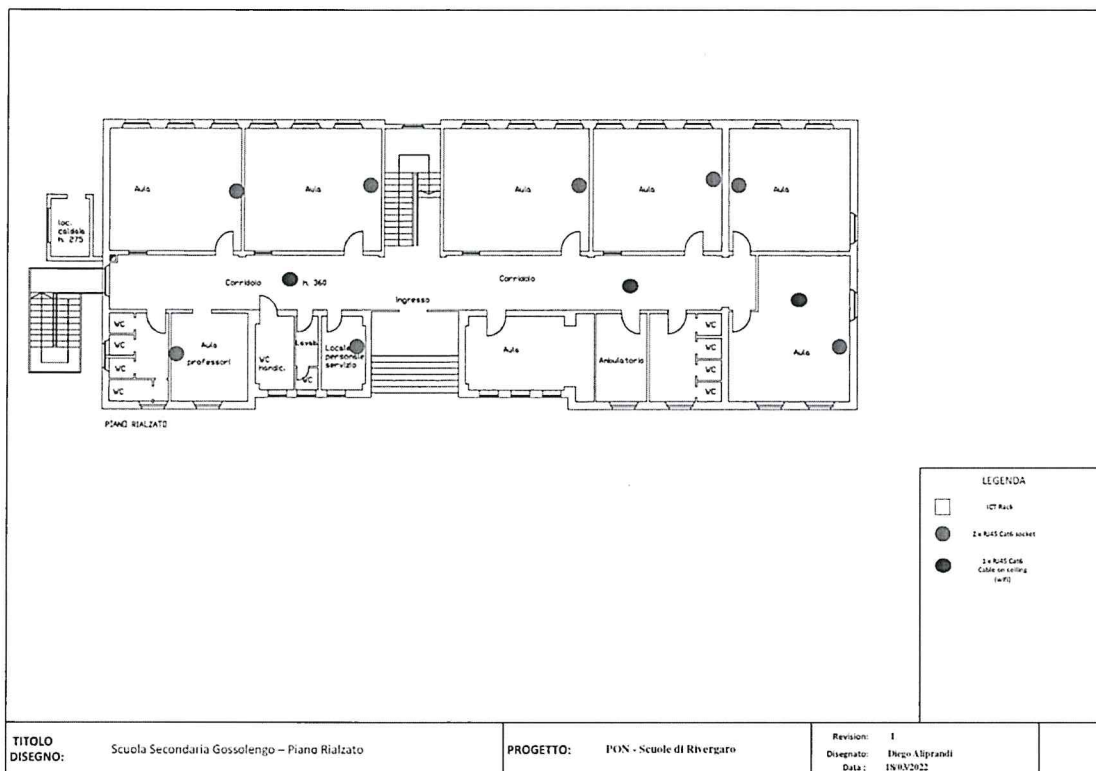 Aula
Aula
Aula
Aula
Aula
loc.
caldaia
h. 275
Corridoio
h. 360
Corridoio
Ingresso
WC
WC
WC
WC
Aula
professori
WC
handic.
Lavab.
WC
Locale
personale
servizio
Aula
Ambulatorio
WC
WC
WC
WC
Aula
PIANO RIALZATO
LEGENDA
ICT Rack
2 x RJ45 Cat6 socket
1 x RJ45 Cat6
Cable on ceiling
(wifi)
TITOLO
DISEGNO:
Scuola Secondaria Gossolengo – Piano Rialzato
PROGETTO:
PON - Scuole di Rivergaro
Revision: 1
Disegnato: Diego Aliprandi
Data: 18/03/2022